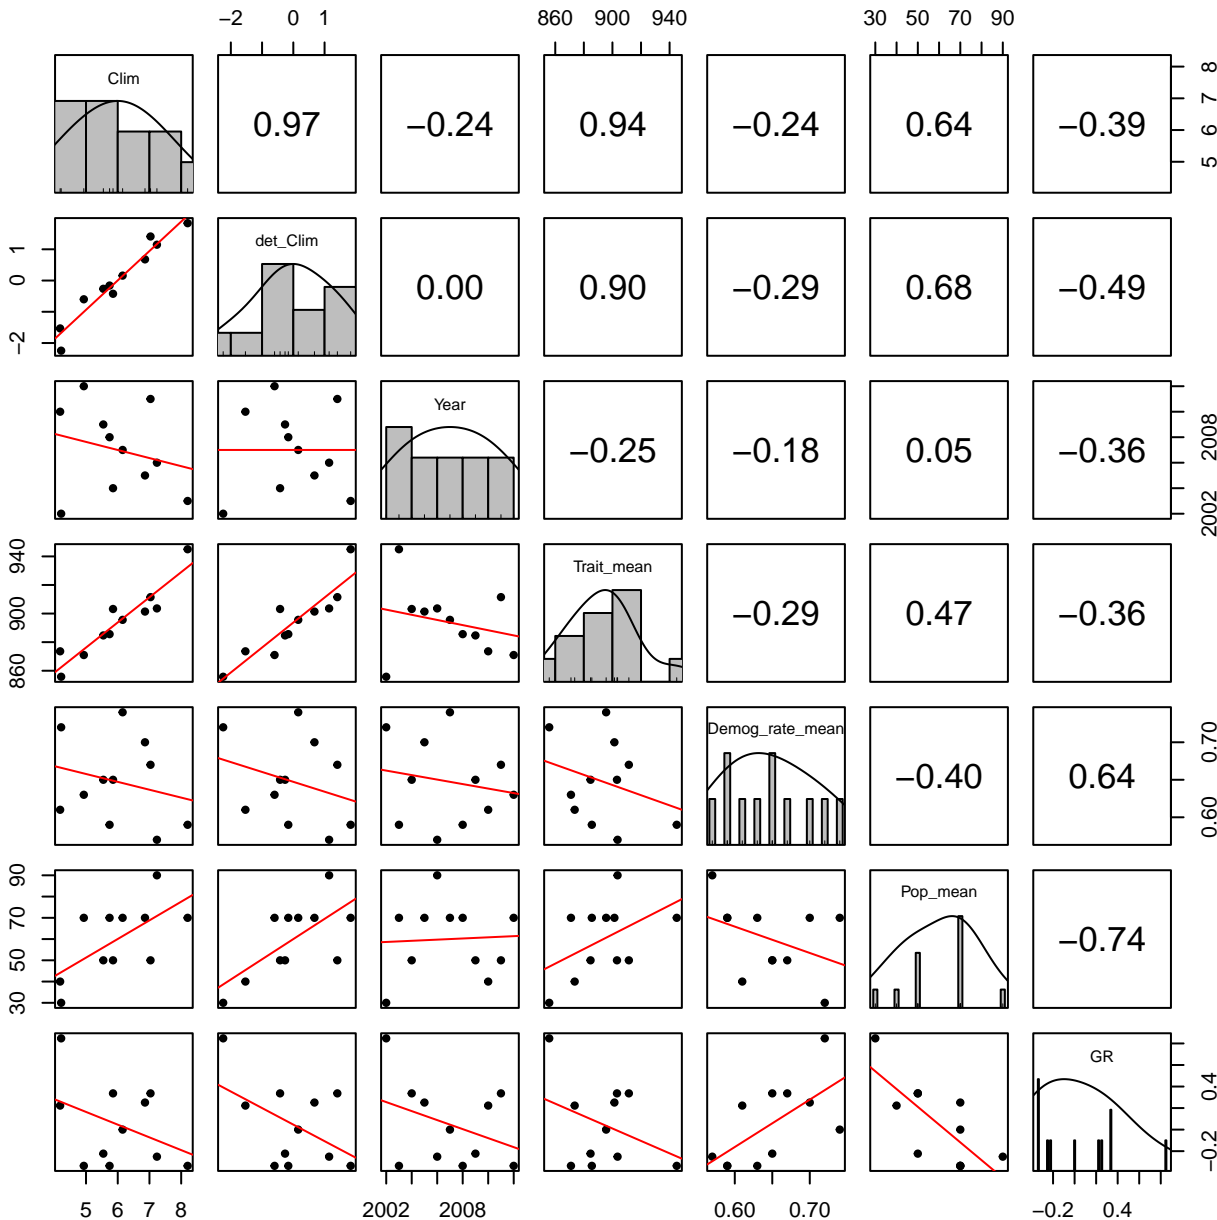 −2 0 1 860 900 940 30 50 70 90
Clim 0.97 −0.24 0.94 −0.24 0.64 −0.39 5 6 7 8
−2 0 1 det_Clim 0.00 0.90 −0.29 0.68 −0.49
Year −0.25 −0.18 0.05 −0.36 2002 2008
860 900 940 Trait_mean −0.29 0.47 −0.36
Demog_rate_mean −0.40 0.64 0.60 0.70
30 50 70 90 Pop_mean −0.74
GR −0.2 0.4
5 6 7 8 2002 2008 0.60 0.70 −0.2 0.4